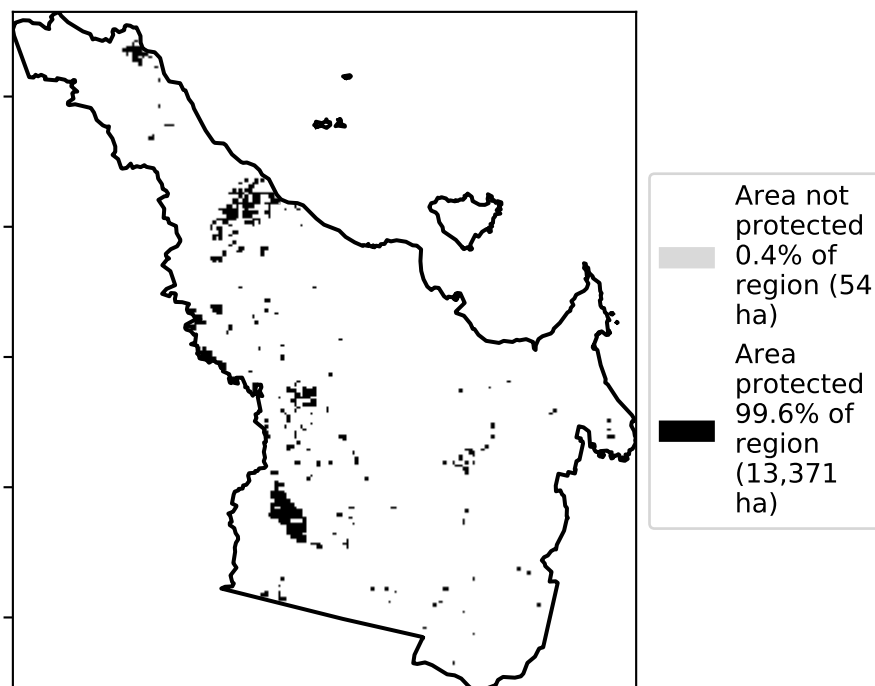 Area not
protected
0.4% of
region (54
ha)
Area
protected
99.6% of
region
(13,371
ha)